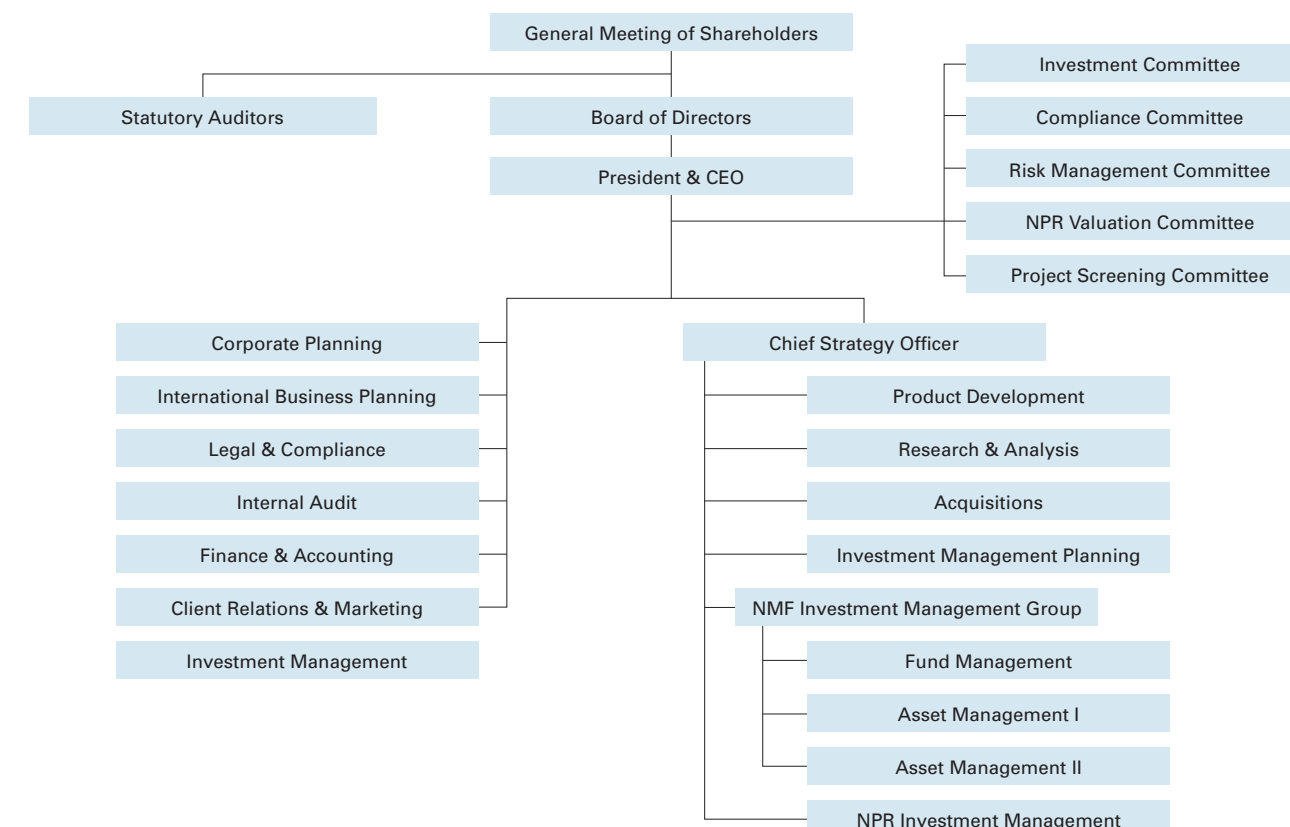 General Meeting of Shareholders
Statutory Auditors
Board of Directors
President & CEO
Investment Committee
Compliance Committee
Risk Management Committee
NPR Valuation Committee
Project Screening Committee
Corporate Planning
International Business Planning
Legal & Compliance
Internal Audit
Finance & Accounting
Client Relations & Marketing
Investment Management
Chief Strategy Officer
Product Development
Research & Analysis
Acquisitions
Investment Management Planning
NMF Investment Management Group
Fund Management
Asset Management I
Asset Management II
NPR Investment Management